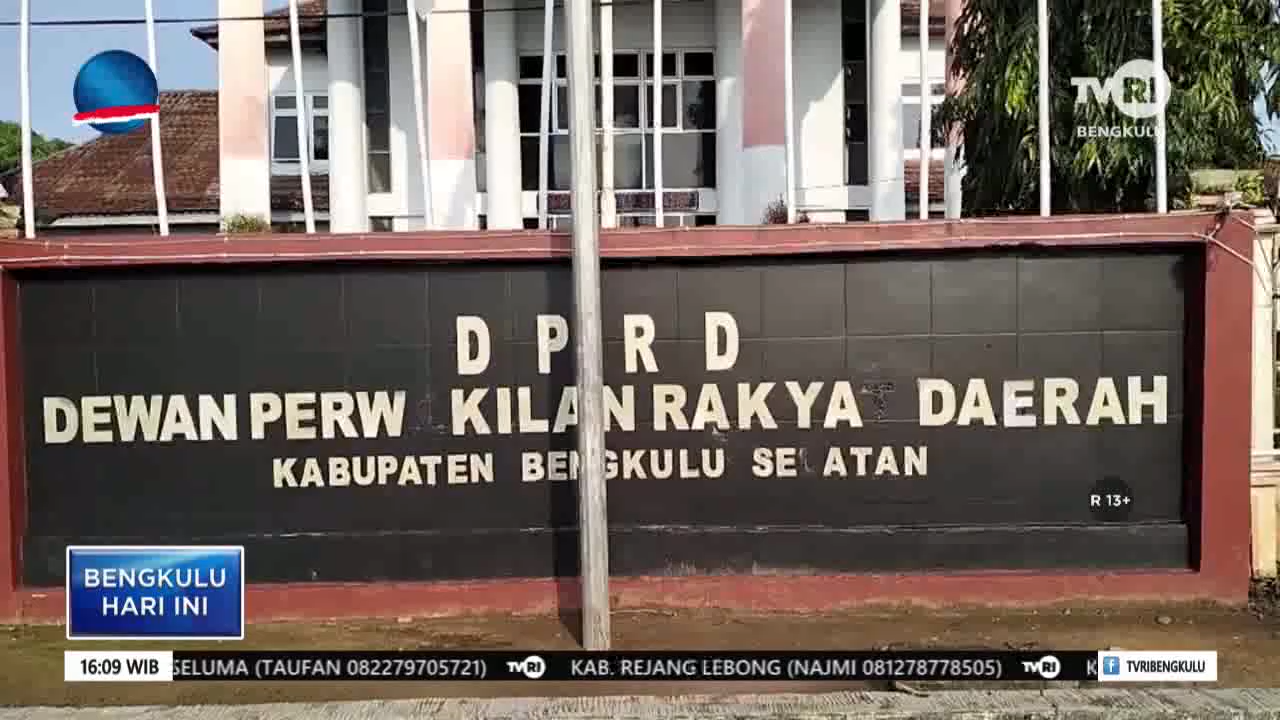 TVRI
BENGKULU
D P R D
DEWAN PERW KILAN RAKYA DAERAH
KABUPATEN BENGKULU SE ATAN
R 13+
BENGKULU
HARI INI
16:09 WIB
SELUMA (TAUFAN 082279705721) TVRI KAB. REJANG LEBONG (NAJMI 081278778505) TVRI K
TVRIBENGKULU